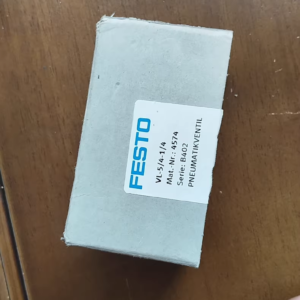 FESTO
VL-5/4-1/4
Mat.-Nr.: 4574
Serie: B402
PNEUMATIKVENTIL